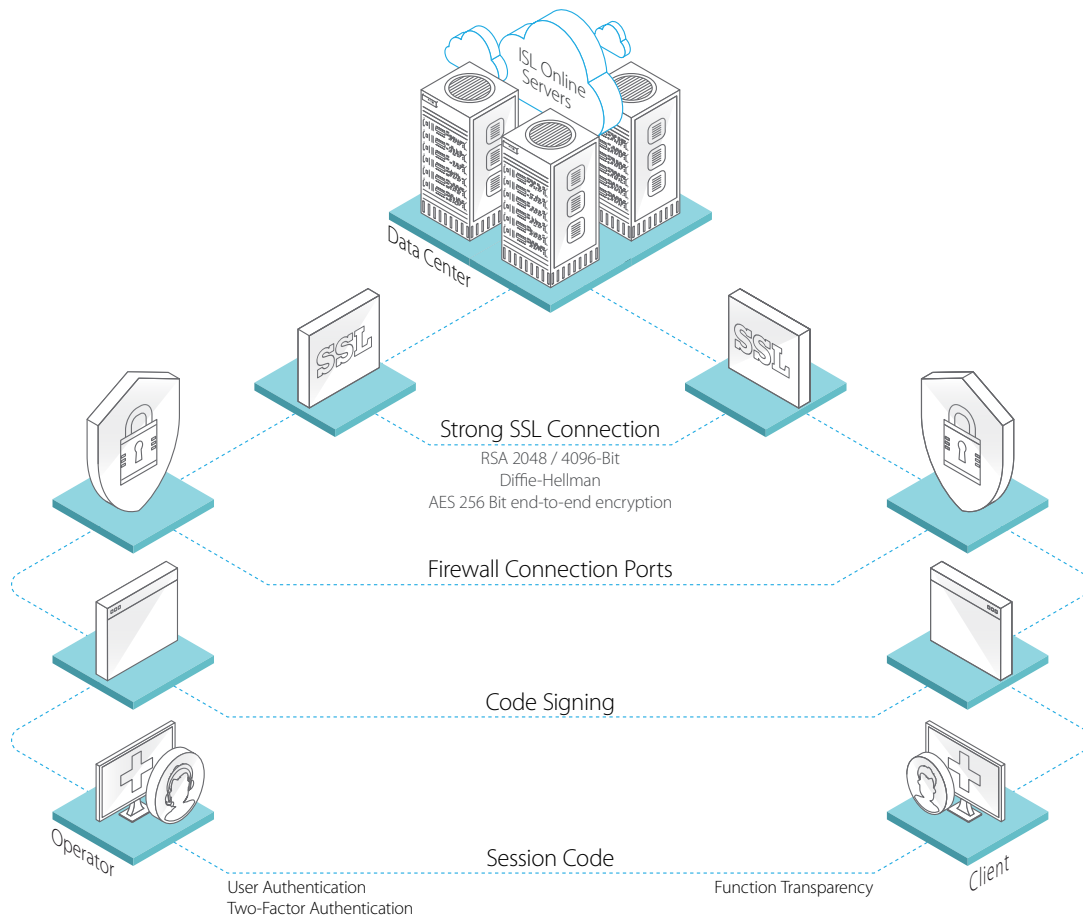 ISL Online
Servers
Data Center
SSL
SSL
Strong SSL Connection
RSA 2048 / 4096-Bit
Diffie-Hellman
AES 256 Bit end-to-end encryption
Firewall Connection Ports
Code Signing
Operator
Session Code
Client
User Authentication
Two-Factor Authentication
Function Transparency